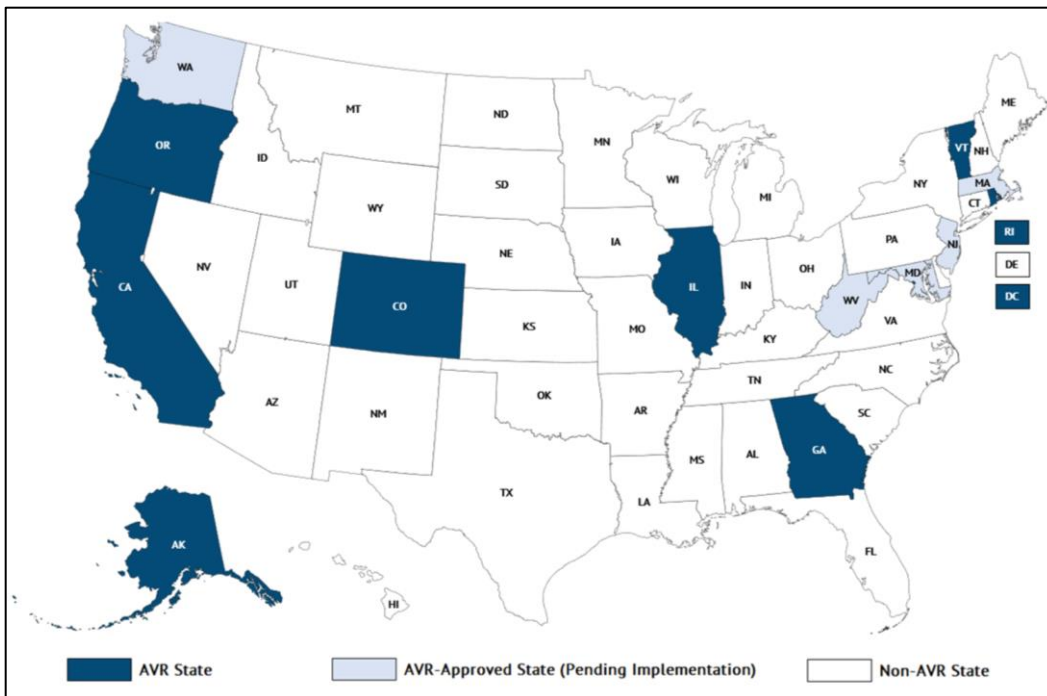 WA
MT
ND
MN
ME
OR
ID
SD
WI
MI
NY
VT
NH
MA
CT
RI
WY
NE
IA
PA
NJ
DE
NV
UT
CO
IL
IN
OH
MD
DC
CA
KS
MO
WV
VA
KY
AZ
NM
OK
AR
TN
NC
SC
MS
AL
GA
TX
LA
FL
AK
HI
AVR State
AVR-Approved State (Pending Implementation)
Non-AVR State